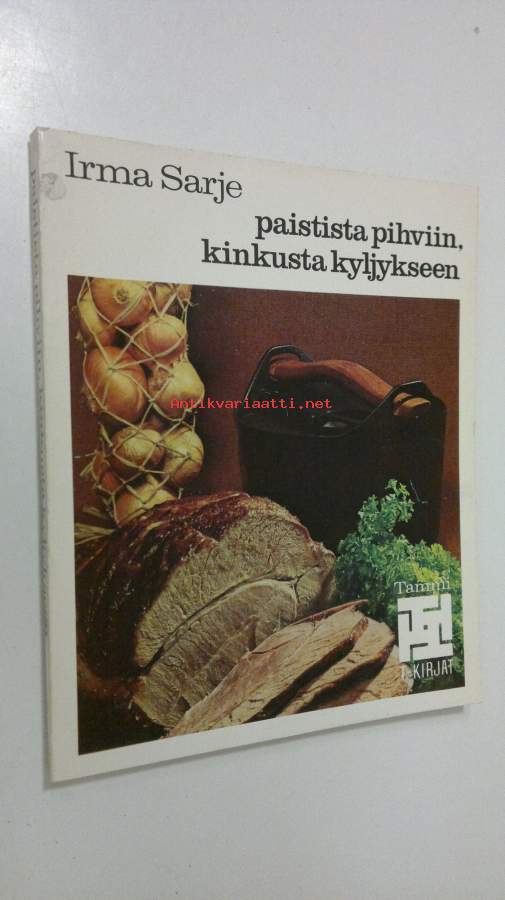 Irma Sarje
paistista pihviin,
kinkusta kyljykseen
Antikvariaatti.net
Tammi
T-KIRJAT